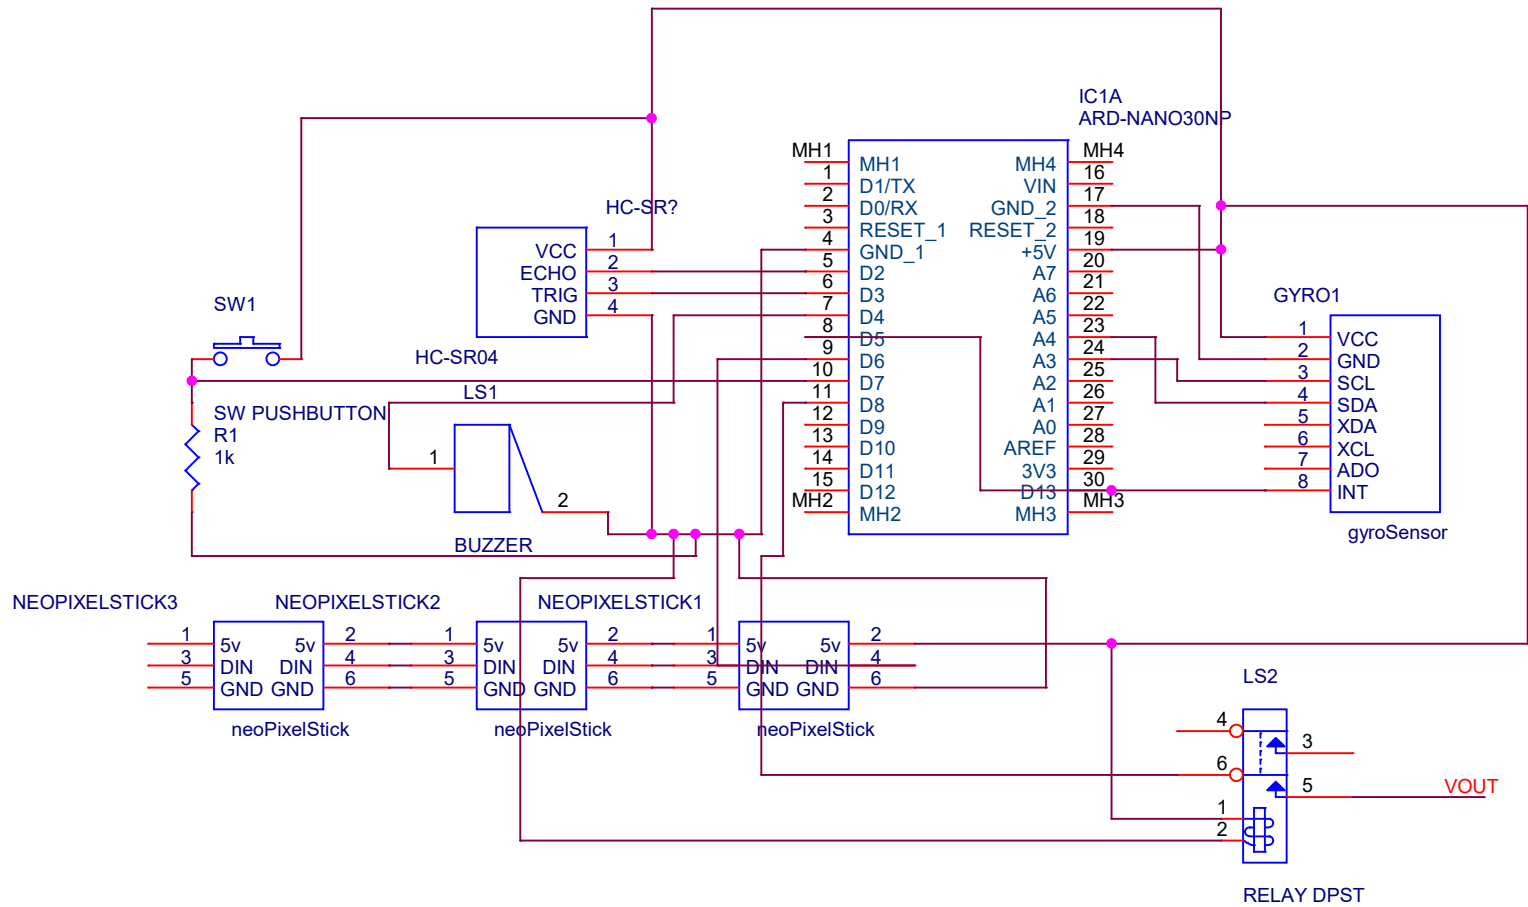 IC1A
ARD-NANO30NP
MH1 MH1 MH4 MH4
1 D1/TX VIN 16
2 D0/RX GND_2 17
3 RESET_1 RESET_2 18
4 GND_1 +5V 19
5 D2 A7 20
6 D3 A6 21
7 D4 A5 22
8 D5 A4 23
9 D6 A3 24
10 D7 A2 25
11 D8 A1 26
12 D9 A0 27
13 D10 AREF 28
14 D11 3V3 29
15 D12 D13 30
MH2 MH2 MH3 MH3
HC-SR?
VCC 1
ECHO 2
TRIG 3
GND 4
HC-SR04
SW1
SW PUSHBUTTON
R1
1k
LS1
1
2
BUZZER
GYRO1
1 VCC
2 GND
3 SCL
4 SDA
5 XDA
6 XCL
7 ADO
8 INT
gyroSensor
NEOPIXELSTICK3
1 5v 5v 2
3 DIN DIN 4
5 GND GND 6
neoPixelStick
NEOPIXELSTICK2
1 5v 5v 2
3 DIN DIN 4
5 GND GND 6
neoPixelStick
NEOPIXELSTICK1
1 5v 5v 2
3 DIN DIN 4
5 GND GND 6
neoPixelStick
LS2
4
3
6
5
VOUT
1
2
RELAY DPST